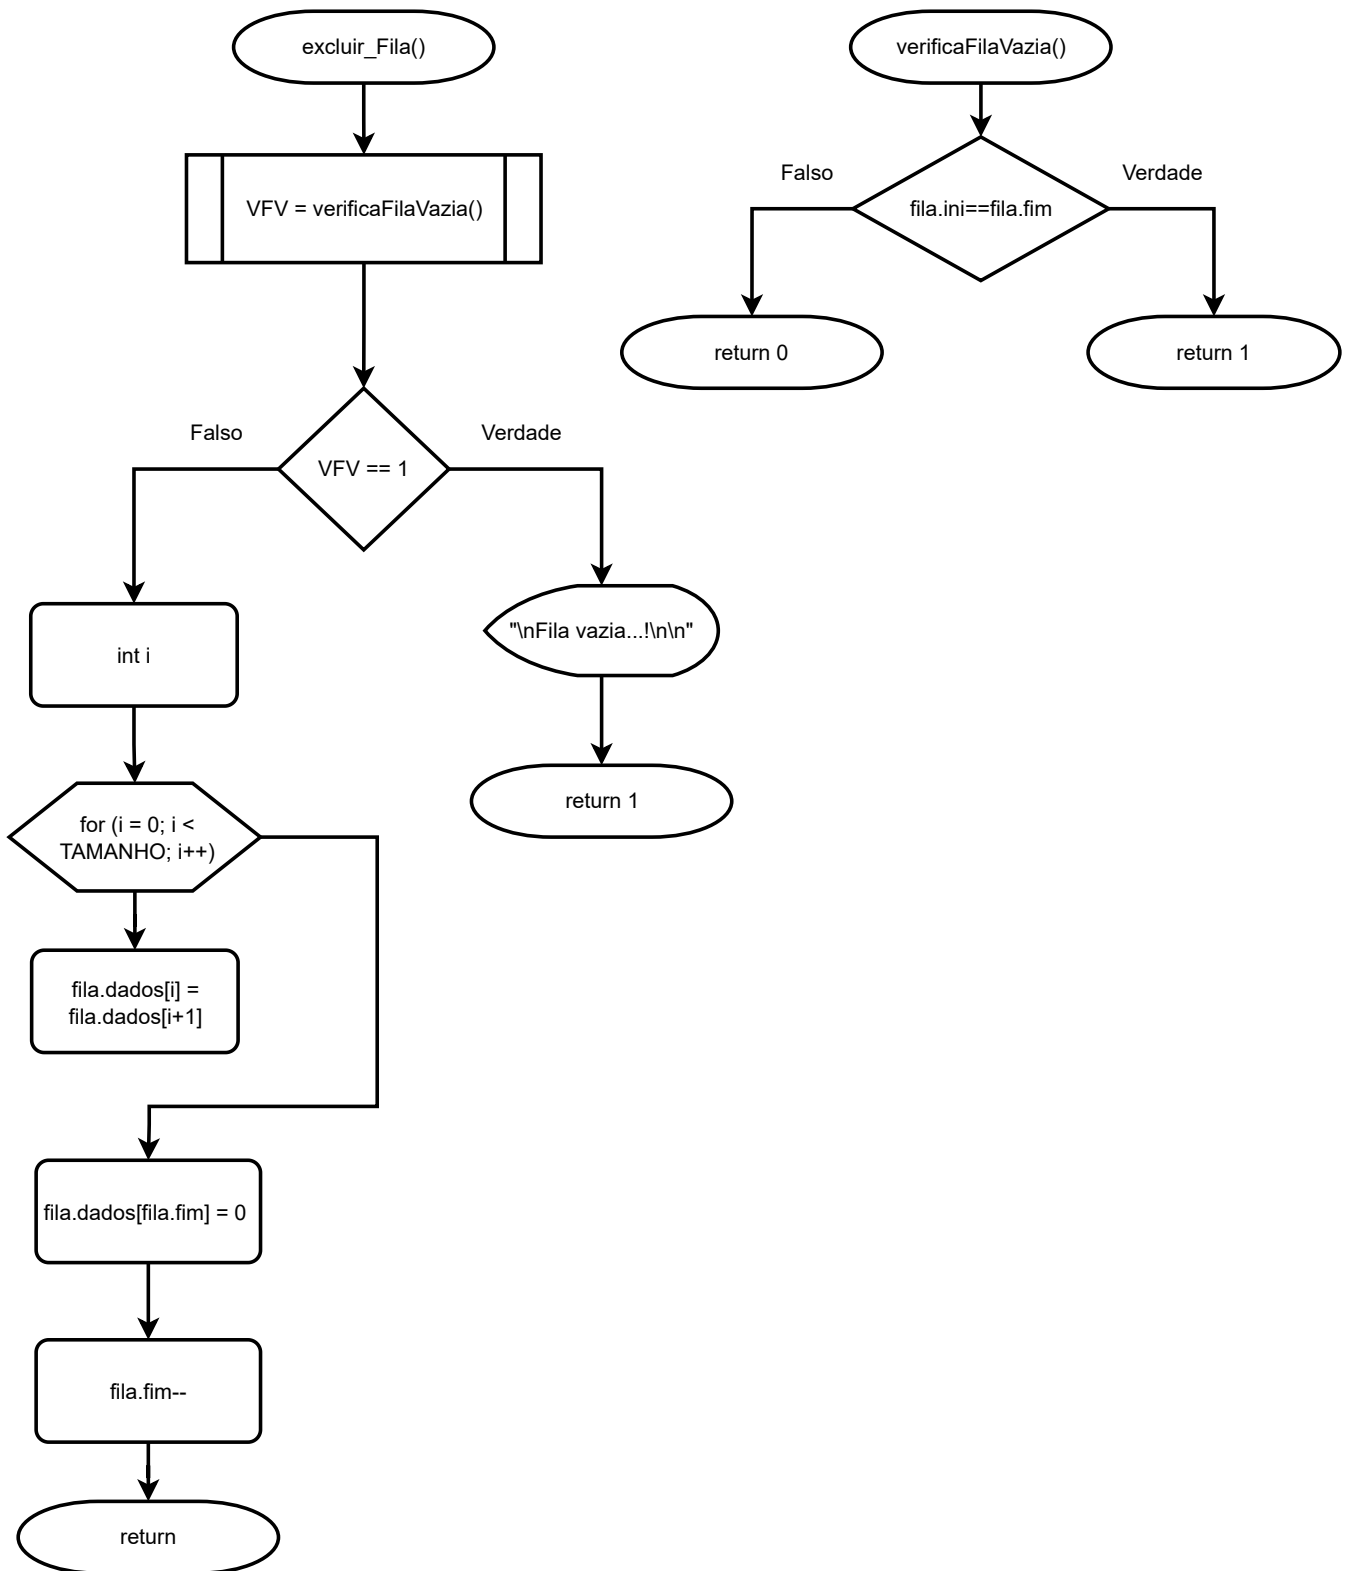 excluir_Fila()
VFV = verificaFilaVazia()
Falso
Verdade
VFV == 1
int i
"\nFila vazia...!\n\n"
return 1
for (i = 0; i <
TAMANHO; i++)
fila.dados[i] =
fila.dados[i+1]
fila.dados[fila.fim] = 0
fila.fim--
return
verificaFilaVazia()
Falso
Verdade
fila.ini==fila.fim
return 0
return 1